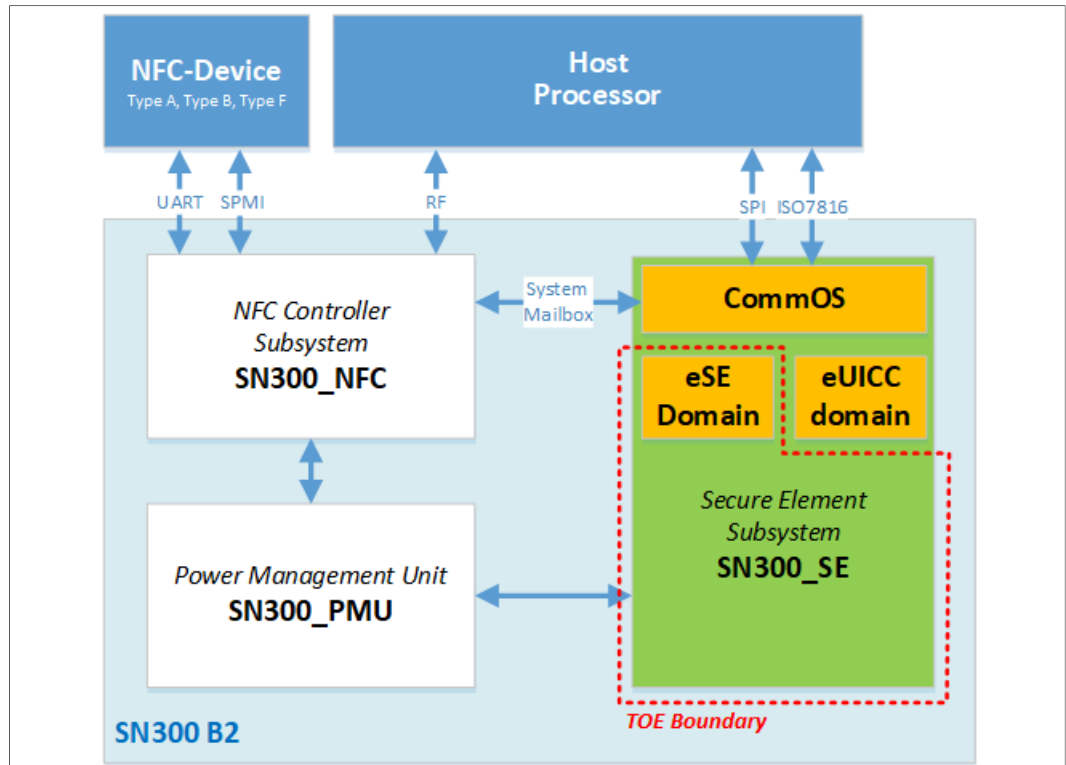 NFC-Device
Type A, Type B, Type F
Host
Processor
UART
SPMI
RF
SPI
ISO7816
NFC Controller
Subsystem
SN300_NFC
System
Mailbox
CommOS
eSE
Domain
eUICC
domain
Secure Element
Subsystem
SN300_SE
Power Management Unit
SN300_PMU
TOE Boundary
SN300 B2